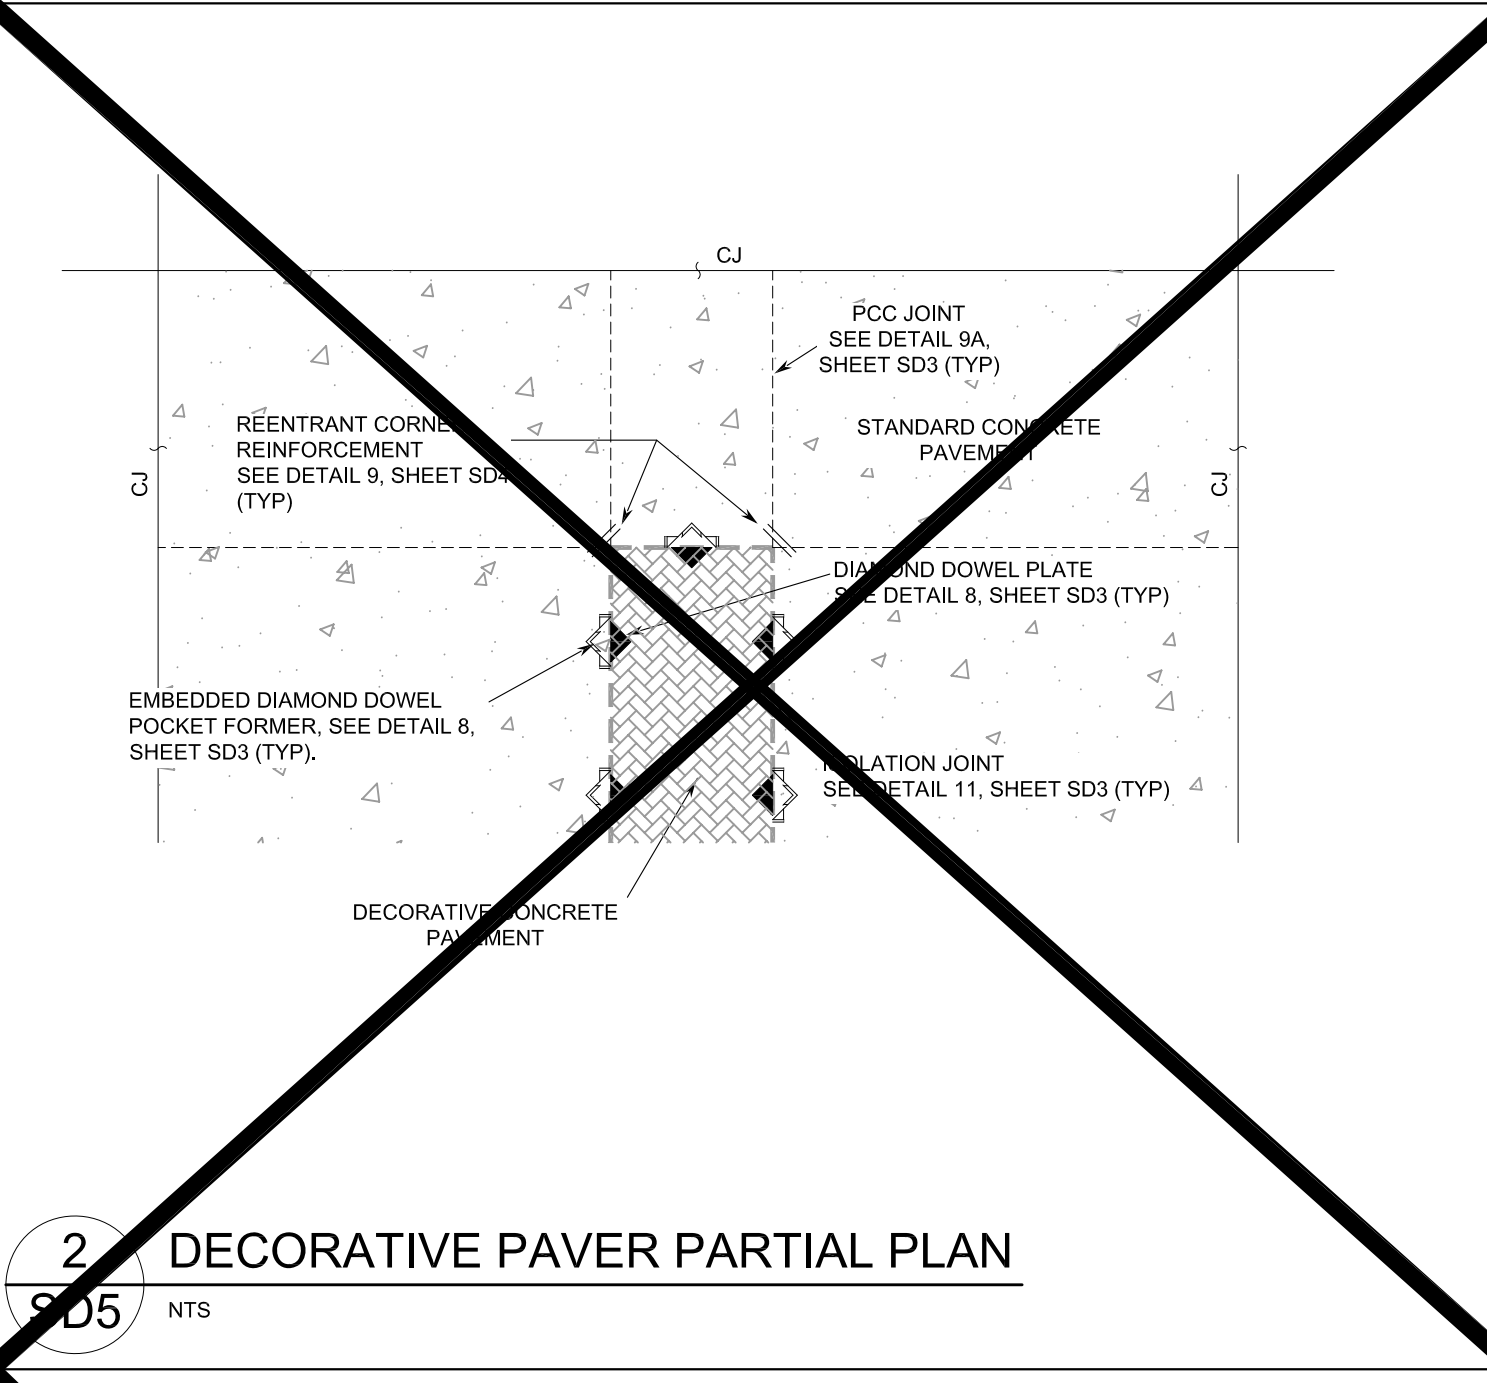 CJ
PCC JOINT
SEE DETAIL 9A,
SHEET SD3 (TYP)
REENTRANT CORNER
REINFORCEMENT
SEE DETAIL 9, SHEET SD4
(TYP)
STANDARD CONCRETE
PAVEMENT
CJ
CJ
DIAMOND DOWEL PLATE
SEE DETAIL 8, SHEET SD3 (TYP)
EMBEDDED DIAMOND DOWEL
POCKET FORMER, SEE DETAIL 8,
SHEET SD3 (TYP).
ISOLATION JOINT
SEE DETAIL 11, SHEET SD3 (TYP)
DECORATIVE CONCRETE
PAVEMENT
2
SD5
DECORATIVE PAVER PARTIAL PLAN
NTS